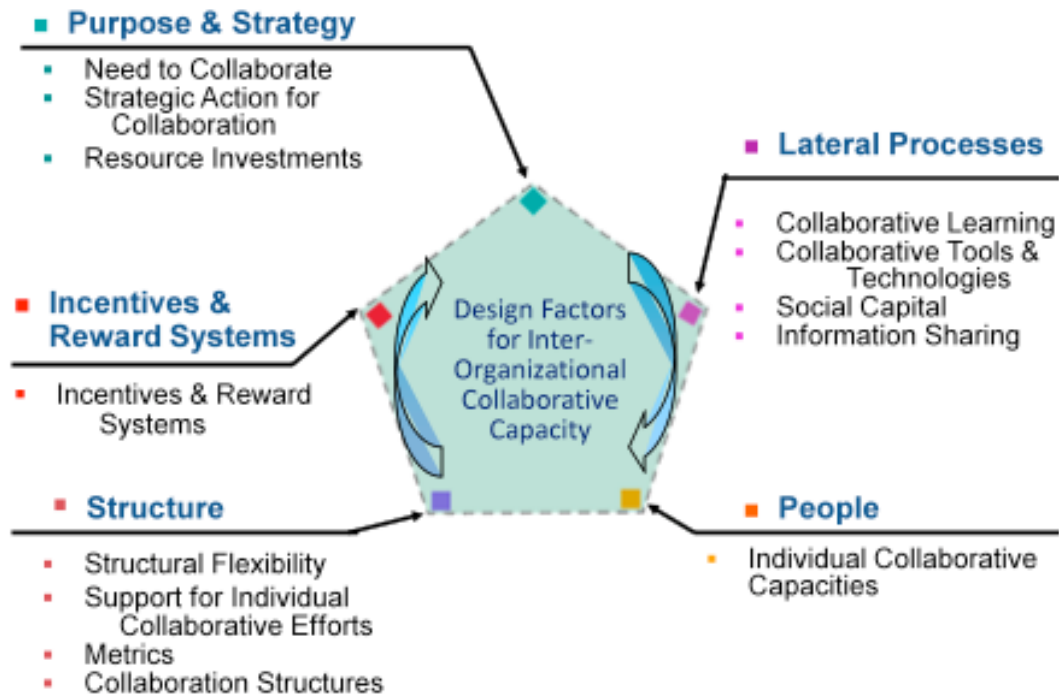 Purpose & Strategy
Need to Collaborate
Strategic Action for
Collaboration
Resource Investments
Lateral Processes
Collaborative Learning
Collaborative Tools &
Technologies
Social Capital
Information Sharing
Incentives &
Reward Systems
Incentives & Reward
Systems
Design Factors
for Inter-
Organizational
Collaborative
Capacity
Structure
Structural Flexibility
Support for Individual
Collaborative Efforts
Metrics
Collaboration Structures
People
Individual Collaborative
Capacities